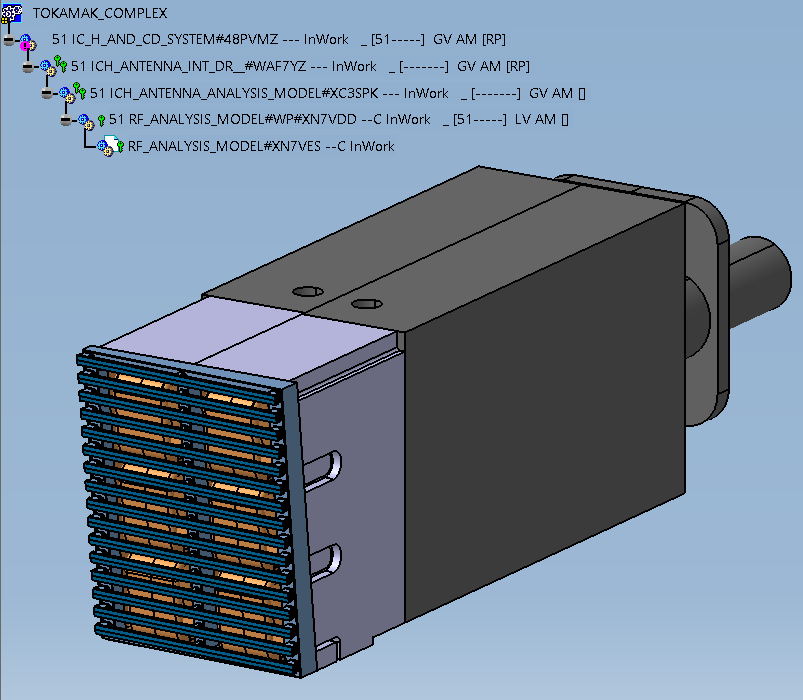 TOKAMAK_COMPLEX
51 IC_H_AND_CD_SYSTEM#48PVMZ --- InWork _ [51-----] GV AM [RP]
51 ICH_ANTENNA_INT_DR__#WAF7YZ --- InWork _ [-------] GV AM [RP]
51 ICH_ANTENNA_ANALYSIS_MODEL#XC3SPK --- InWork _ [-------] GV AM []
51 RF_ANALYSIS_MODEL#WP#XN7VDD --C InWork _ [51-----] LV AM []
RF_ANALYSIS_MODEL#XN7VES --C InWork